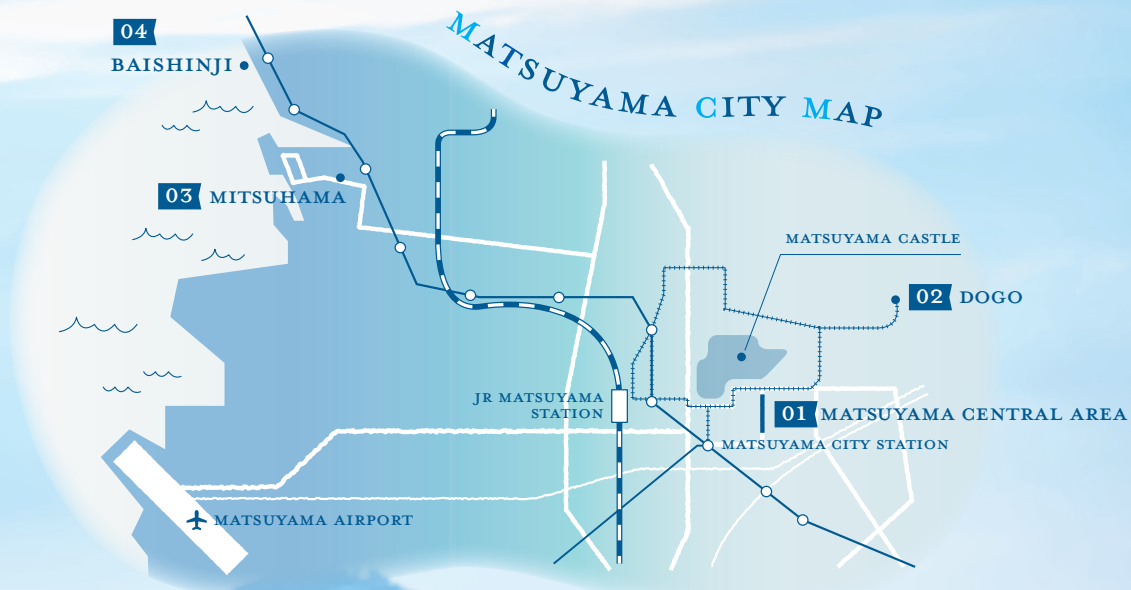 MATSUYAMA CITY MAP
04
BAISHINJI
03 MITSUHAMA
MATSUYAMA CASTLE
02 DOGO
JR MATSUYAMA
STATION
01 MATSUYAMA CENTRAL AREA
MATSUYAMA CITY STATION
MATSUYAMA AIRPORT